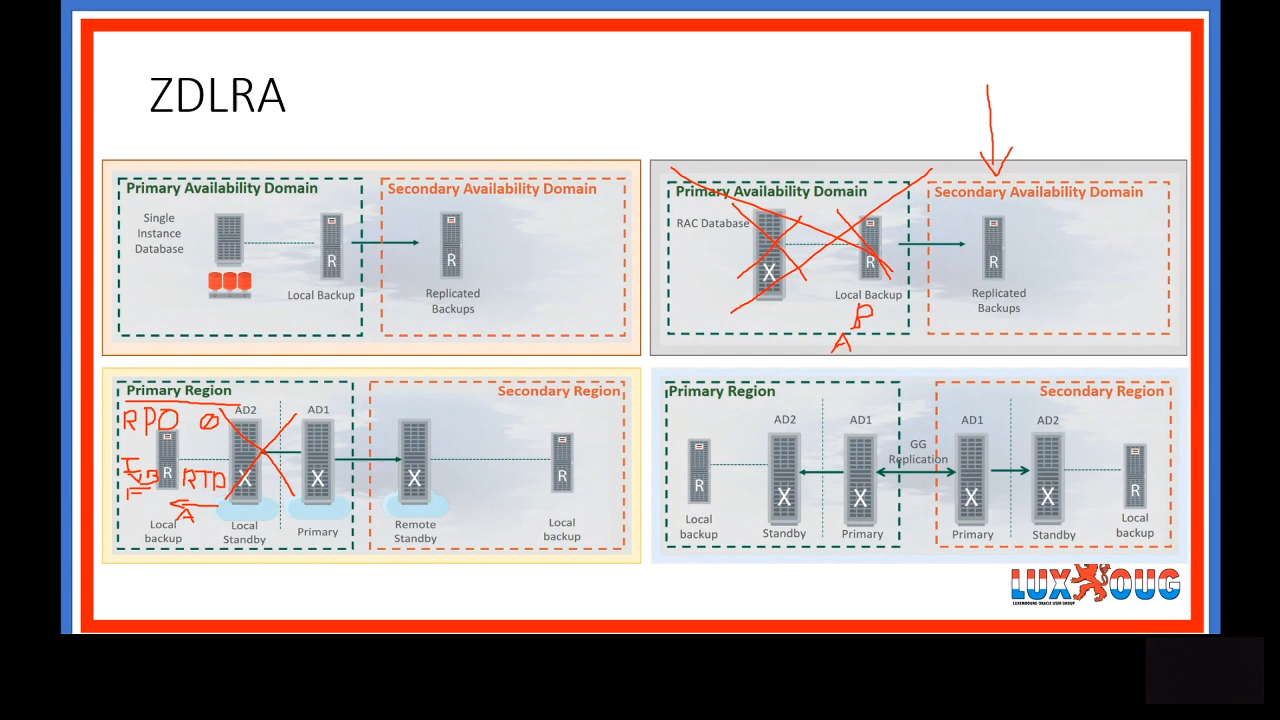 ZDLRA
Primary Availability Domain
Secondary Availability Domain
Single
Instance
Database
R
R
Local Backup
Replicated
Backups
Primary Availability Domain
Secondary Availability Domain
RAC Database
X
R
R
Local Backup
Replicated
Backups
P
A
Primary Region
Secondary Region
RPO 0
AD2
AD1
R
RTO
X
X
X
R
A
Local
backup
Local
Standby
Primary
Remote
Standby
Local
backup
Primary Region
Secondary Region
AD2
AD1
AD1
AD2
GG
Replication
R
X
X
X
X
R
Local
backup
Standby
Primary
Primary
Standby
Local
backup
LUX OUG
LUXEMBOURG ORACLE USER GROUP